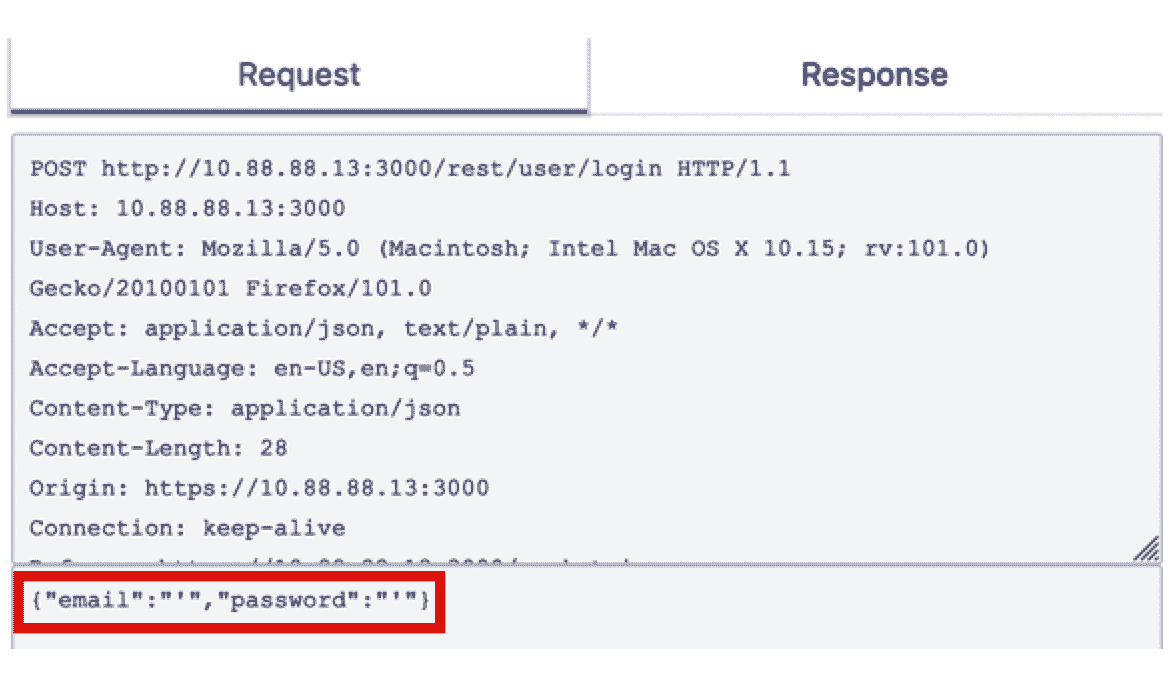 Request
Response
POST http://10.88.88.13:3000/rest/user/login HTTP/1.1
Host: 10.88.88.13:3000
User-Agent: Mozilla/5.0 (Macintosh; Intel Mac OS X 10.15; rv:101.0)
Gecko/20100101 Firefox/101.0
Accept: application/json, text/plain, */*
Accept-Language: en-US,en;q=0.5
Content-Type: application/json
Content-Length: 28
Origin: https://10.88.88.13:3000
Connection: keep-alive
{"email":"'","password":"'"}